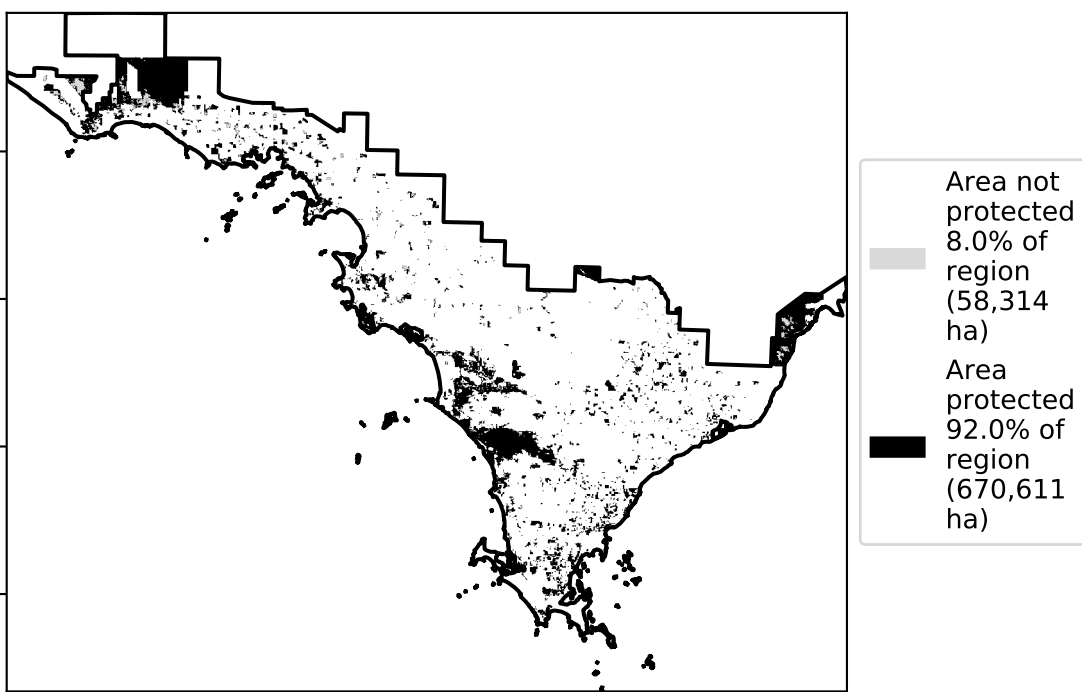 Area not
protected
8.0% of
region
(58,314
ha)
Area
protected
92.0% of
region
(670,611
ha)